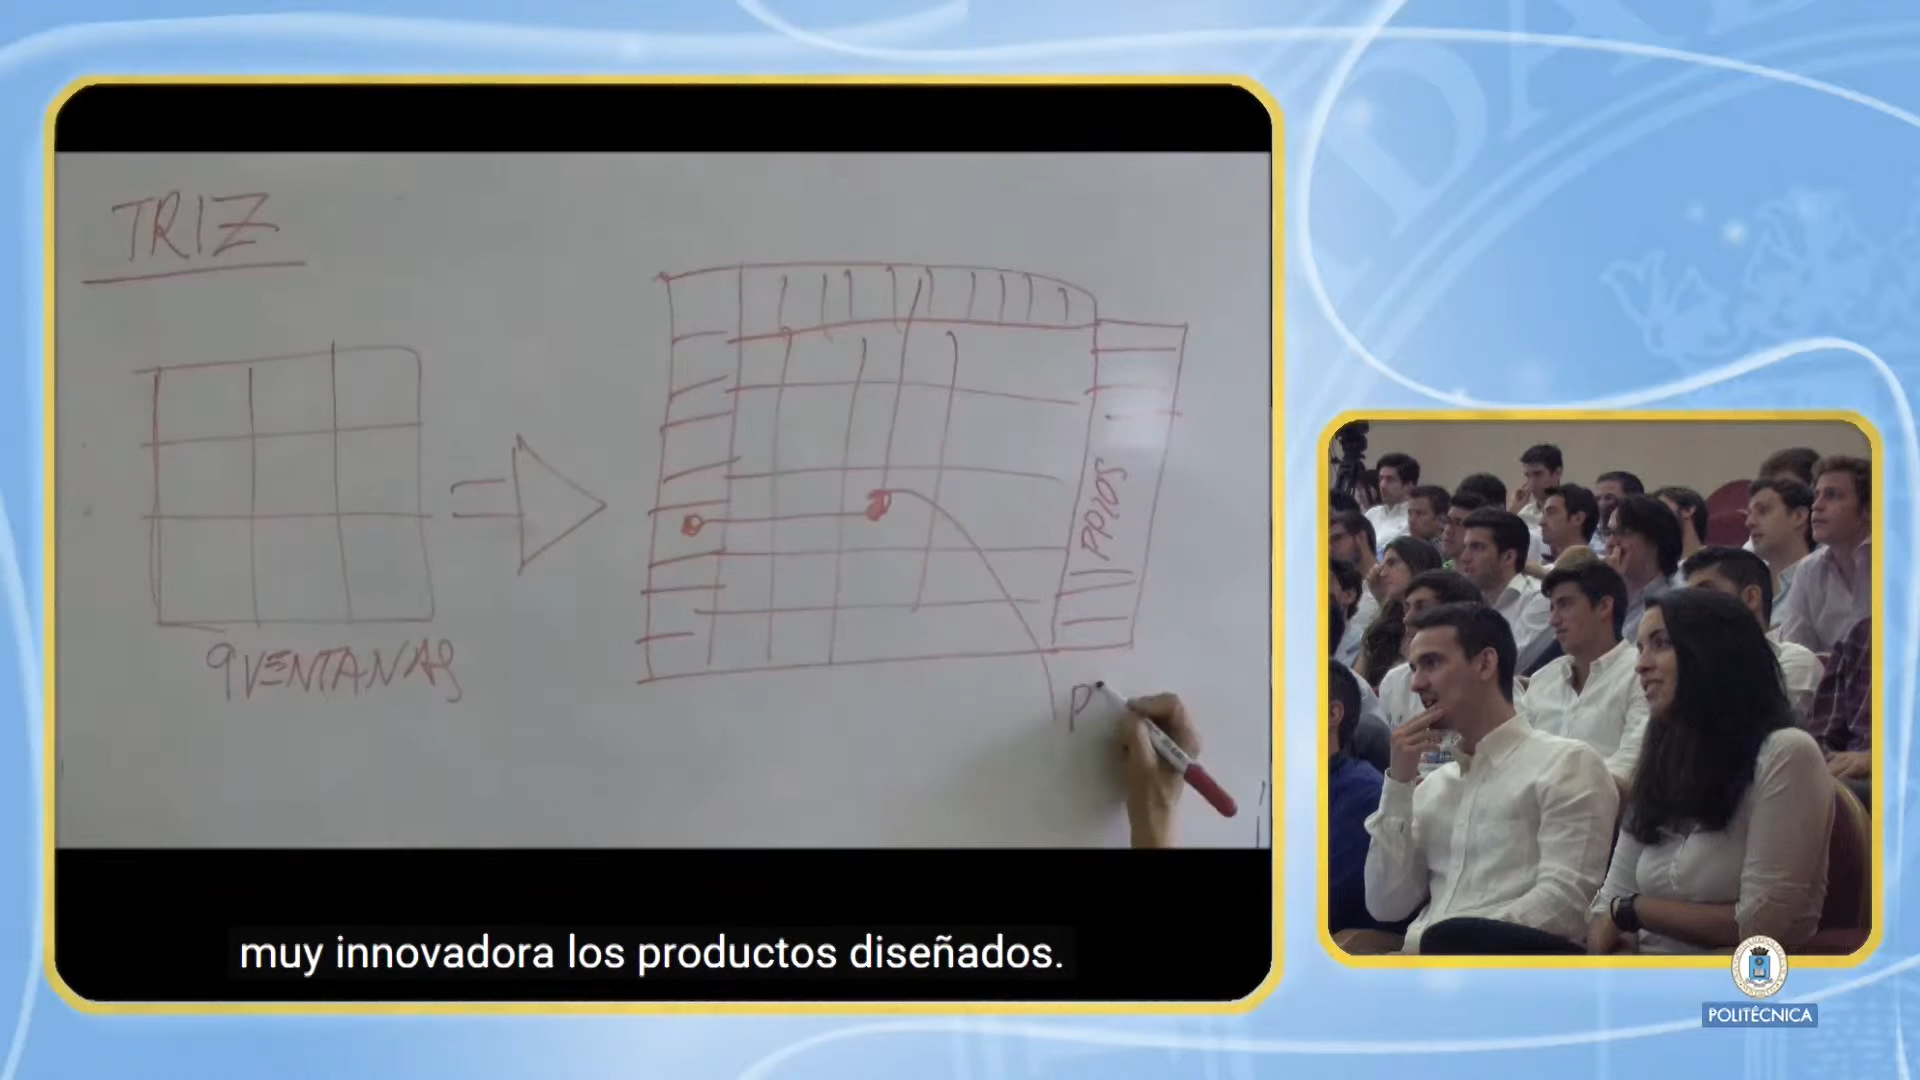 TRIZ
9 VENTANAS
PPIOS
P
muy innovadora los productos diseñados.
POLITÉCNICA